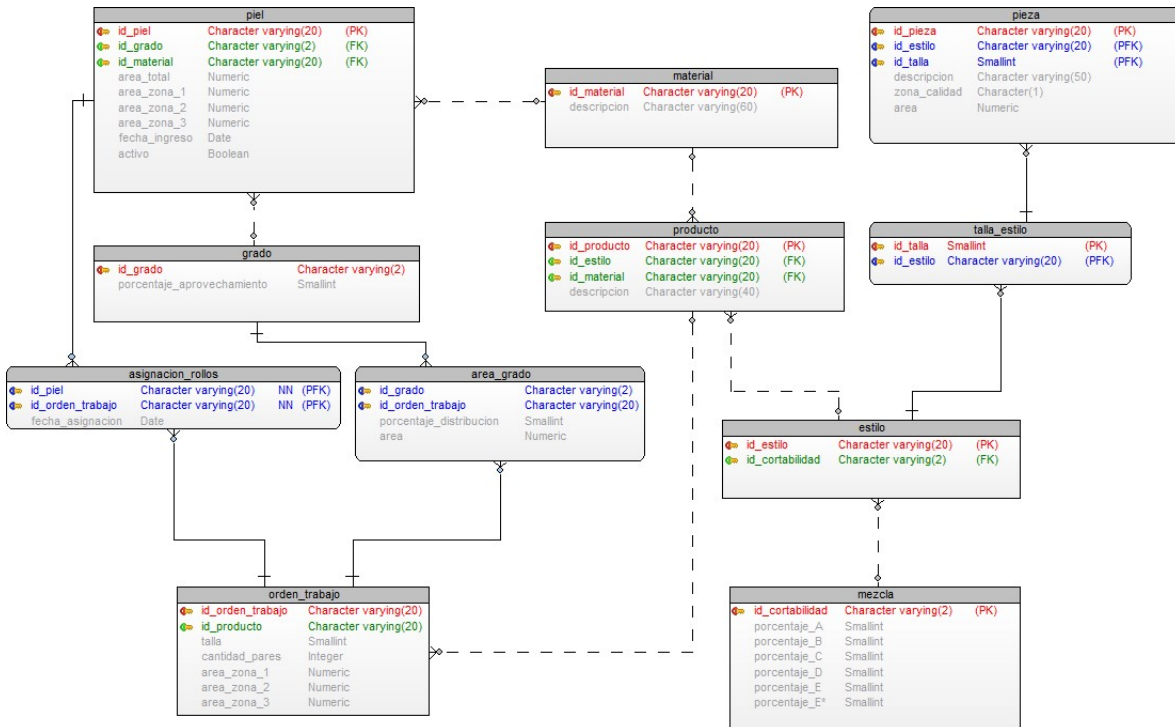 piel
id_piel Character varying(20) (PK)
id_grado Character varying(2) (FK)
id_material Character varying(20) (FK)
area_total Numeric
area_zona_1 Numeric
area_zona_2 Numeric
area_zona_3 Numeric
fecha_ingreso Date
activo Boolean
material
id_material Character varying(20) (PK)
descripcion Character varying(60)
pieza
id_pieza Character varying(20) (PK)
id_estilo Character varying(20) (PFK)
id_talla Smallint (PFK)
descripcion Character varying(50)
zona_calidad Character(1)
area Numeric
grado
id_grado Character varying(2)
porcentaje_aprovechamiento Smallint
producto
id_producto Character varying(20) (PK)
id_estilo Character varying(20) (FK)
id_material Character varying(20) (FK)
descripcion Character varying(40)
talla_estilo
id_talla Smallint (PK)
id_estilo Character varying(20) (PFK)
asignacion_rollos
id_piel Character varying(20) NN (PFK)
id_orden_trabajo Character varying(20) NN (PFK)
fecha_asignacion Date
area_grado
id_grado Character varying(2)
id_orden_trabajo Character varying(20)
porcentaje_distribucion Smallint
area Numeric
estilo
id_estilo Character varying(20) (PK)
id_cortabilidad Character varying(2) (FK)
orden_trabajo
id_orden_trabajo Character varying(20)
id_producto Character varying(20)
talla Smallint
cantidad_pares Integer
area_zona_1 Numeric
area_zona_2 Numeric
area_zona_3 Numeric
mezcla
id_cortabilidad Character varying(2) (PK)
porcentaje_A Smallint
porcentaje_B Smallint
porcentaje_C Smallint
porcentaje_D Smallint
porcentaje_E Smallint
porcentaje_E* Smallint